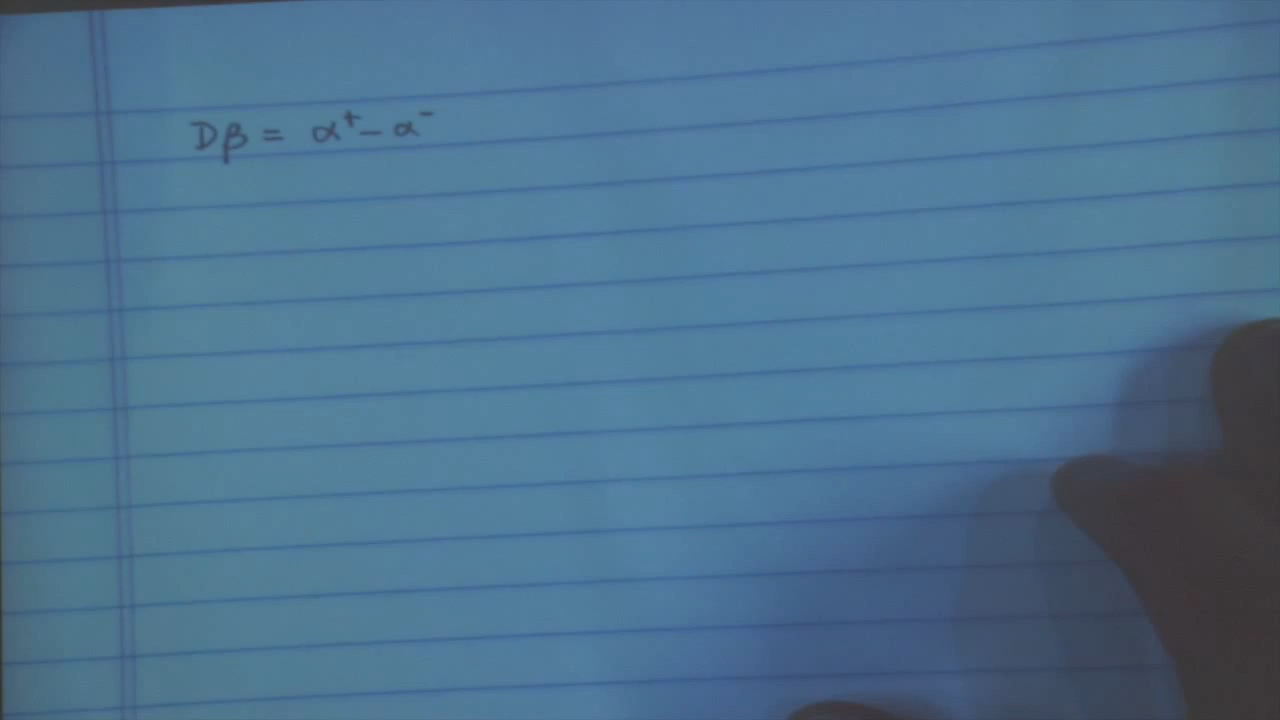 Dβ = α⁺ - α⁻